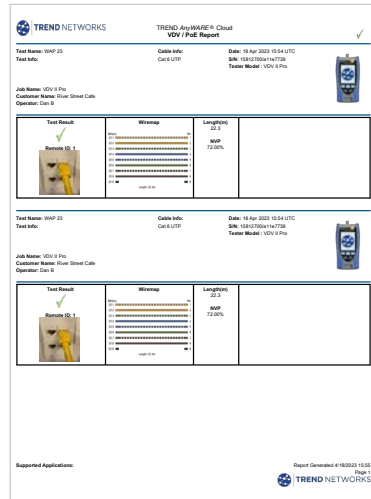 TREND NETWORKS
TREND AnyWARE® Cloud
VDV / PoE Report
Test Name: WAP 23
Test Info:
Cable Info:
Cat 6 UTP
Date: 18 Apr 2023 15:54 UTC
Tester Model : VDV II Pro
Job Name: VDV II Pro
Customer Name: River Street Cafe
Operator: Dan B
Test Result
Remote ID: 1
Wiremap
Length(m)
22.3
NVP
72.00%
Test Name: WAP 23
Test Info:
Cable Info:
Cat 6 UTP
Date: 18 Apr 2023 15:54 UTC
Tester Model : VDV II Pro
Job Name: VDV II Pro
Customer Name: River Street Cafe
Operator: Dan B
Test Result
Remote ID: 1
Wiremap
Length(m)
22.3
NVP
72.00%
Supported Applications:
Report Generated 4/18/2023 15:55
Page 1
TREND NETWORKS